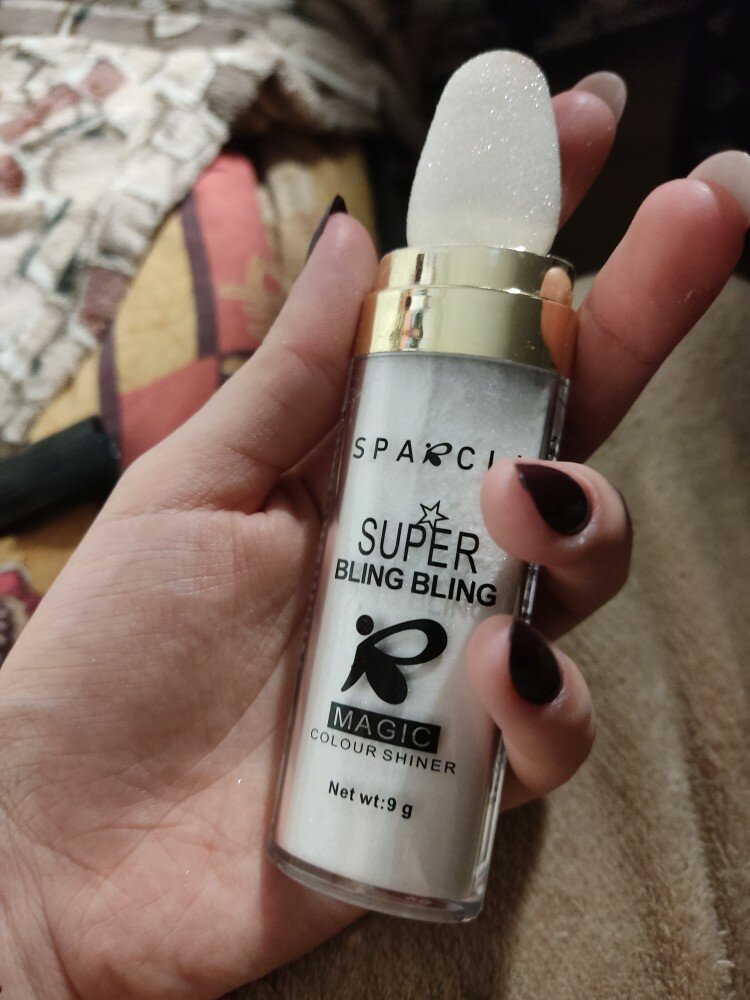 SUPER
BLING BLING
MAGIC
COLOUR SHINER
Net wt:9 g